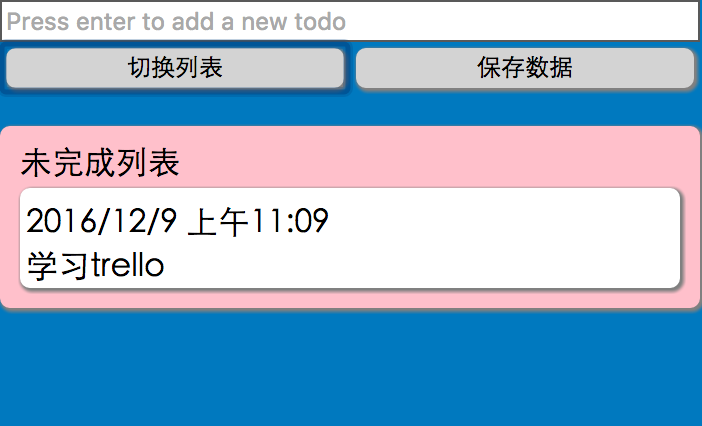 Press enter to add a new todo
切换列表
保存数据
未完成列表
2016/12/9 上午11:09
学习trello